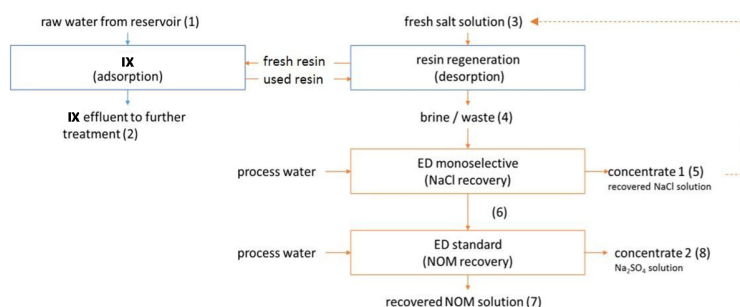 raw water from reservoir (1)
fresh salt solution (3)
IX
(adsorption)
fresh resin
used resin
resin regeneration
(desorption)
IX effluent to further
treatment (2)
brine / waste (4)
process water
ED monoselective
(NaCl recovery)
concentrate 1 (5)
recovered NaCl solution
(6)
process water
ED standard
(NOM recovery)
concentrate 2 (8)
Na₂SO₄ solution
recovered NOM solution (7)